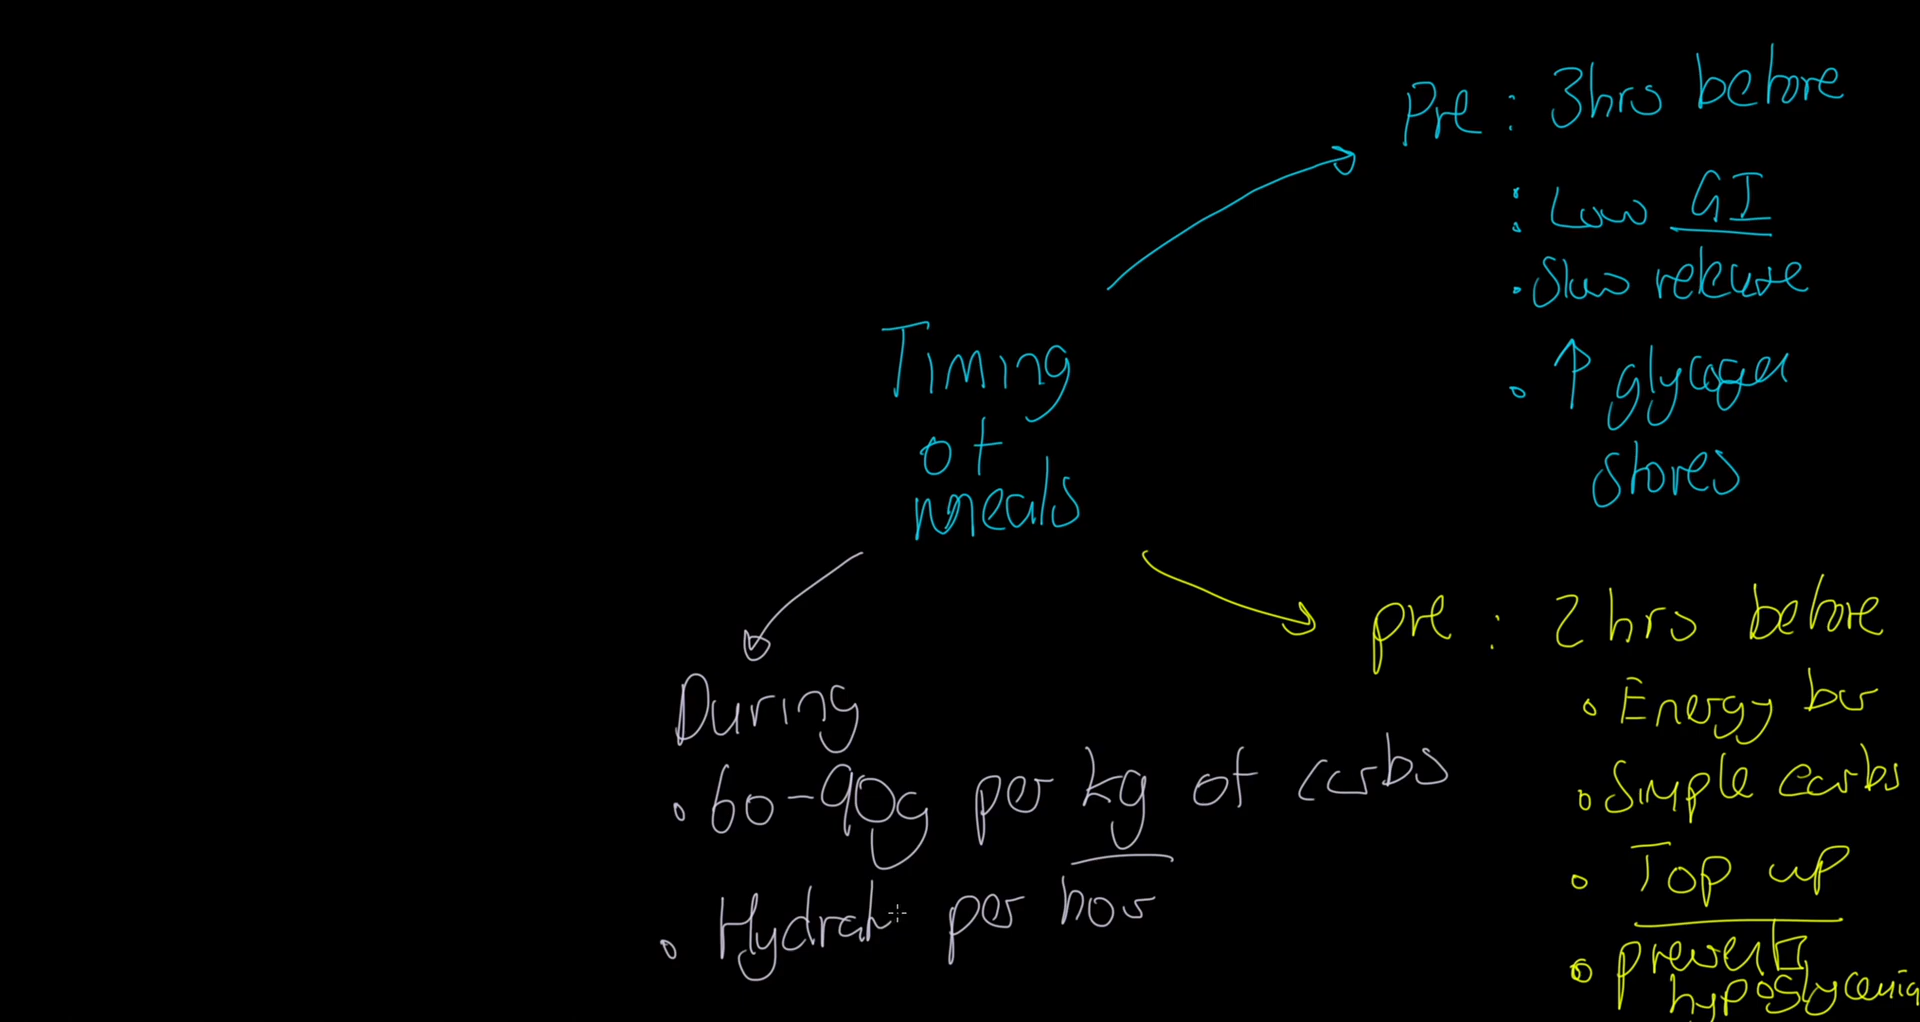 Timing
of
meals
Pre : 3hrs before
: Low GI
• Slow release
• ↑ glycogen
stores
pre : 2 hrs before
• Energy bar
• Simple carbs
• Top up
• prevents
hypoglycemia
During
• 60-90g per kg of carbs
per hour
• Hydrat